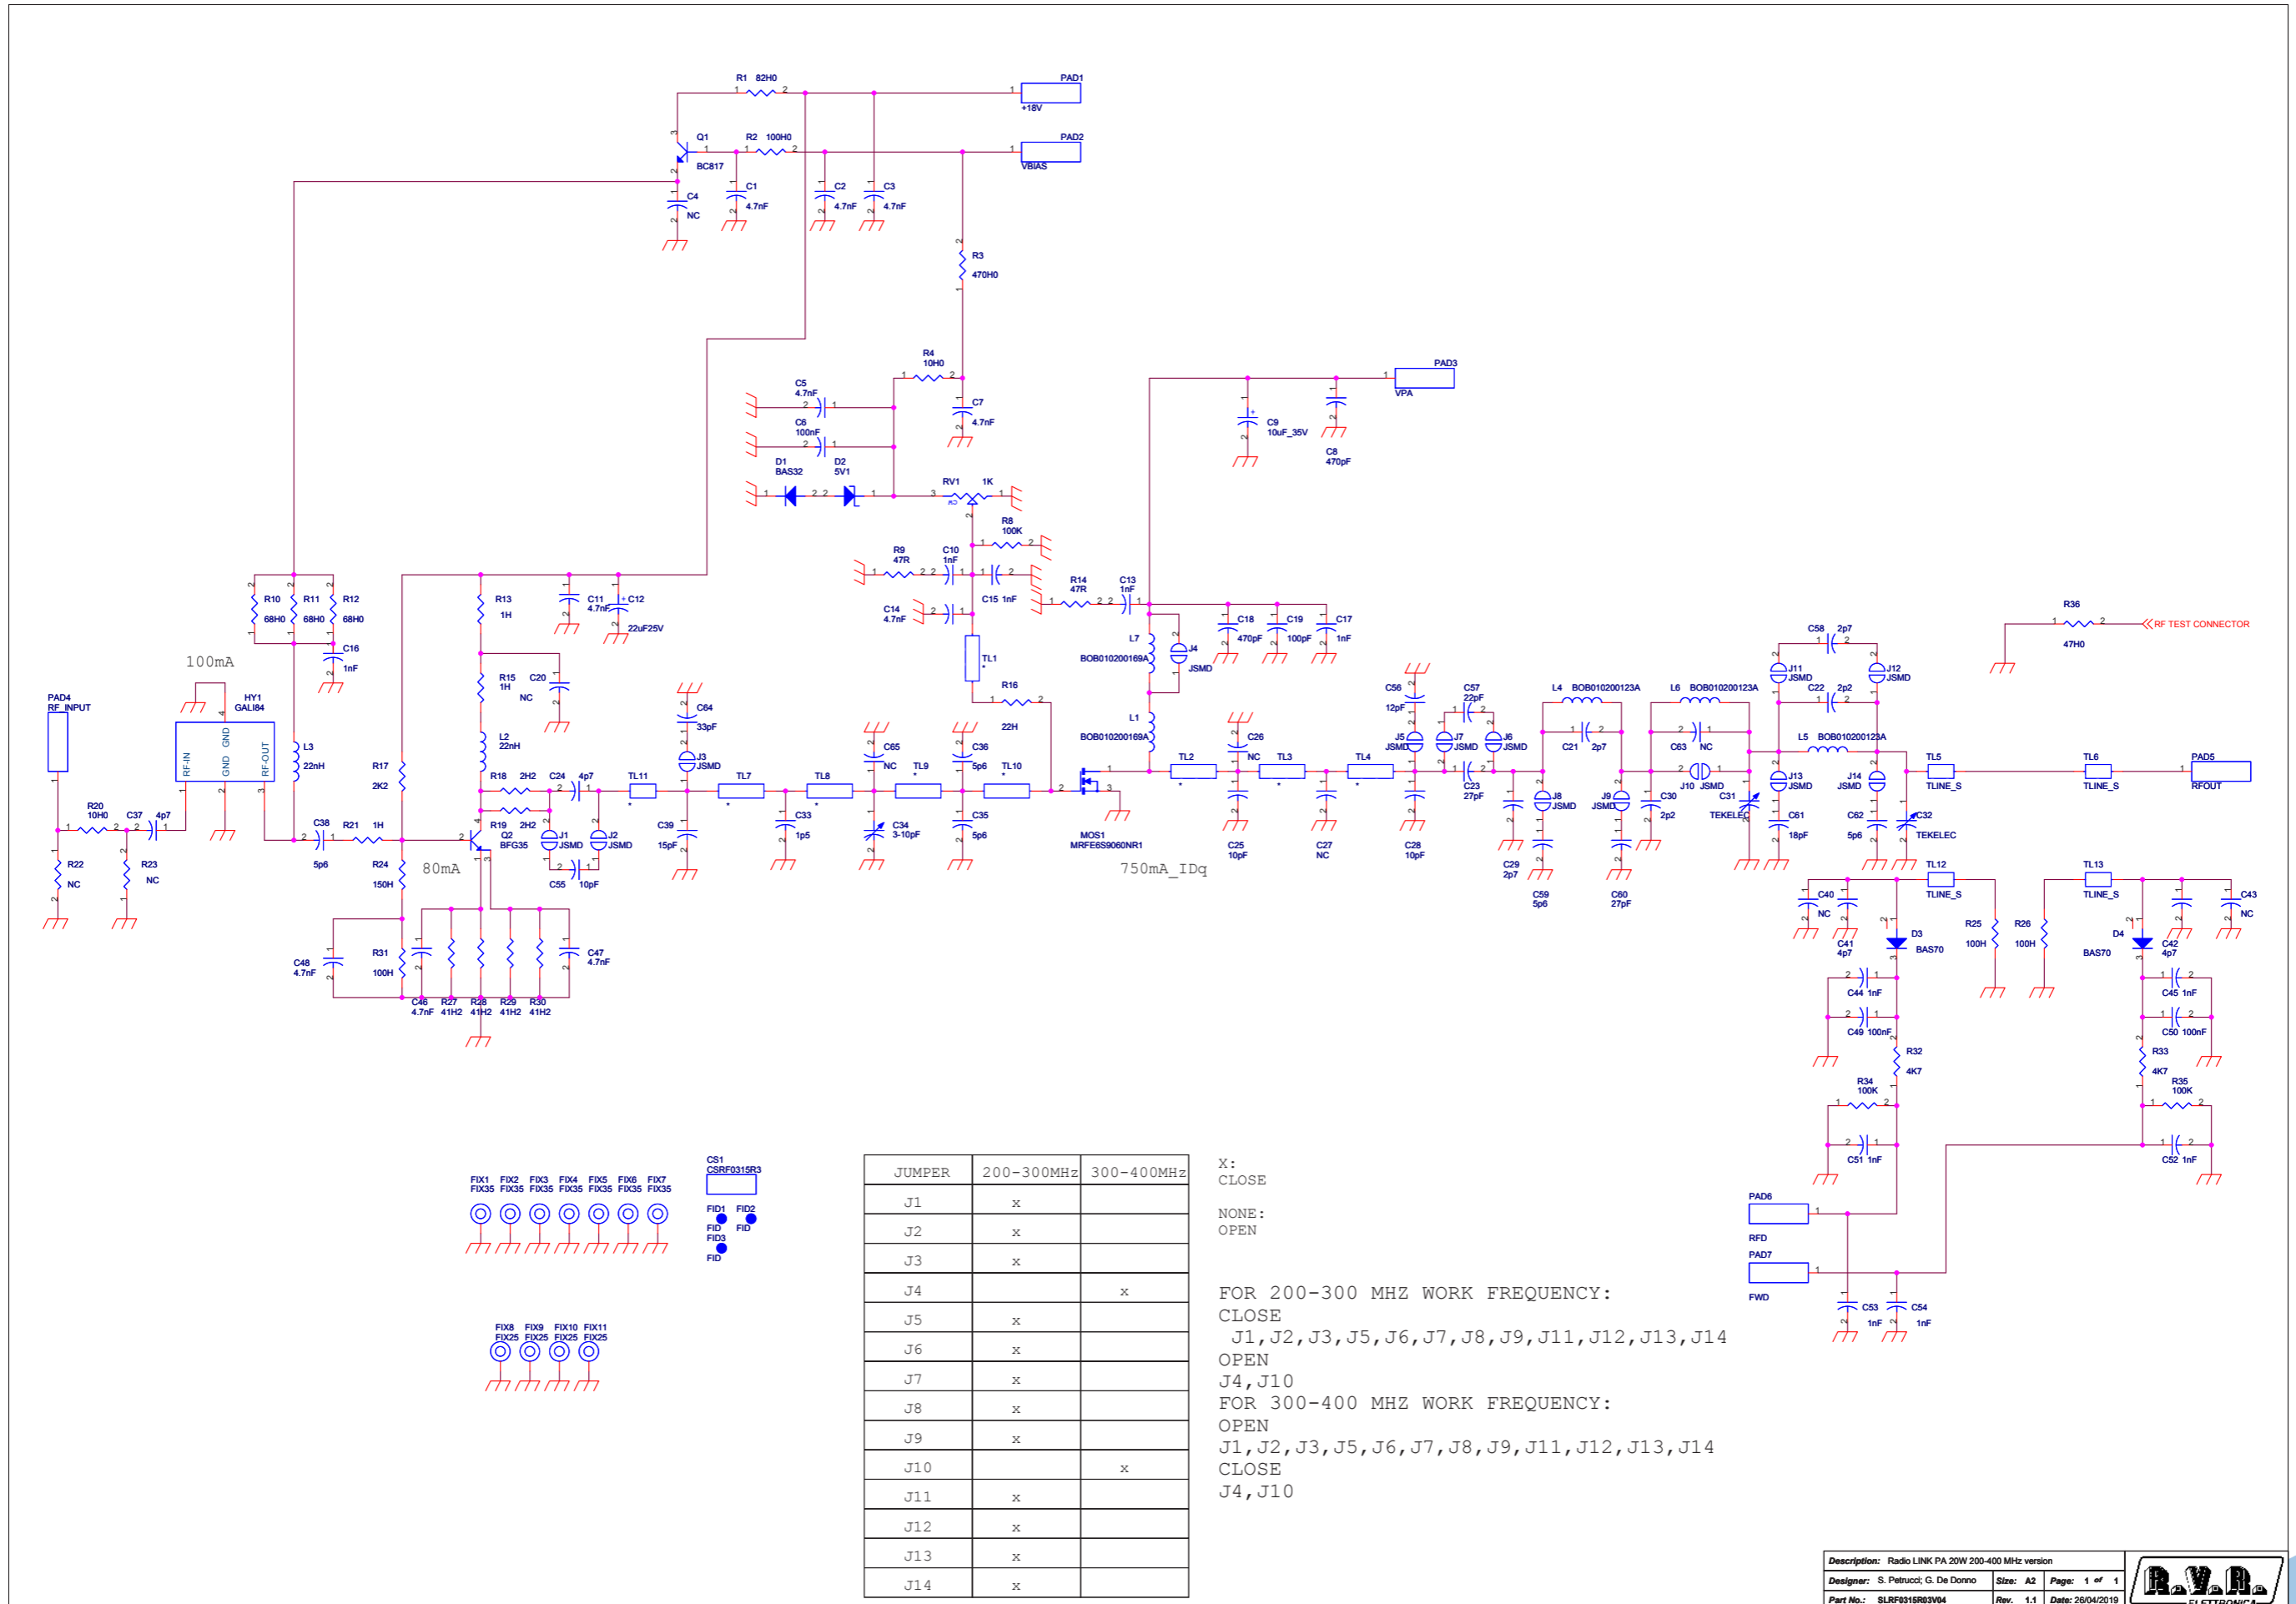 R1 82H0
PAD1
+18V
Q1
BC817
R2 100H0
PAD2
VBIAS
C4
NC
C1
4.7nF
C2
4.7nF
C3
4.7nF
R3
470H0
R4
10H0
C5
4.7nF
C6
100nF
C7
4.7nF
D1
BAS32
D2
5V1
RV1 1K
PAD3
VPA
C9
10uF_35V
C8
470pF
R8
100K
R9
47R
C10
1nF
C15 1nF
C14
4.7nF
R14
47R
C13
1nF
TL1
*
R16
22H
L7
BOB010200169A
J4
JSMD
C18
470pF
C19
100pF
C17
1nF
L1
BOB010200169A
R10
68H0
R11
68H0
R12
68H0
C16
1nF
R13
1H
C11
4.7nF
C12
22uF25V
R15
1H
C20
NC
L2
22nH
100mA
HY1
GALI84
PAD4
RF_INPUT
RF-IN
GND
GND
RF-OUT
L3
22nH
R17
2K2
R20
10H0
C37
4p7
R22
NC
R23
NC
C38
5p6
R21 1H
R24
150H
80mA
R18 2H2
C24 4p7
R19 2H2
Q2
BFG35
J1
JSMD
J2
JSMD
C55 10pF
TL11
*
C64
33pF
J3
JSMD
C39
15pF
TL7
*
C33
1p5
TL8
*
C65
NC
C34
3-10pF
TL9
*
C36
5p6
C35
5p6
TL10
*
MOS1
MRFE6S9060NR1
750mA_IDq
TL2
*
C26
NC
C25
10pF
TL3
*
C27
NC
TL4
*
C56
12pF
J5
JSMD
C28
10pF
C57
22pF
J7
JSMD
J6
JSMD
C23
27pF
L4 BOB010200123A
C21 2p7
C29
2p7
J8
JSMD
C59
5p6
J9
JSMD
C60
27pF
L6 BOB010200123A
C63 NC
C30
2p2
J10 JSMD
C31
TEKELEC
C58 2p7
J11
JSMD
J12
JSMD
C22 2p2
L5 BOB010200123A
J13
JSMD
J14
JSMD
C61
18pF
C62
5p6
C32
TEKELEC
TL5
TLINE_S
TL6
TLINE_S
PAD5
RFOUT
R36
47H0
RF TEST CONNECTOR
TL12
TLINE_S
TL13
TLINE_S
C40
NC
C41
4p7
D3
BAS70
R25
100H
R26
100H
D4
BAS70
C42
4p7
C43
NC
C44 1nF
C49 100nF
C45 1nF
C50 100nF
R32
4K7
R33
4K7
R34
100K
R35
100K
C51 1nF
C52 1nF
PAD6
RFD
PAD7
FWD
C53
1nF
C54
1nF
C48
4.7nF
R31
100H
C46
4.7nF
R27
41H2
R28
41H2
R29
41H2
R30
41H2
C47
4.7nF
FIX1 FIX2 FIX3 FIX4 FIX5 FIX6 FIX7
FIX35 FIX35 FIX35 FIX35 FIX35 FIX35 FIX35
CS1
CSRF0315R3
FID1 FID2
FID FID
FID3
FID
FIX8 FIX9 FIX10 FIX11
FIX25 FIX25 FIX25 FIX25
JUMPER 200-300MHz 300-400MHz
J1 x
J2 x
J3 x
J4 x
J5 x
J6 x
J7 x
J8 x
J9 x
J10 x
J11 x
J12 x
J13 x
J14 x
X:
CLOSE
NONE:
OPEN
FOR 200-300 MHZ WORK FREQUENCY:
CLOSE
J1,J2,J3,J5,J6,J7,J8,J9,J11,J12,J13,J14
OPEN
J4,J10
FOR 300-400 MHZ WORK FREQUENCY:
OPEN
J1,J2,J3,J5,J6,J7,J8,J9,J11,J12,J13,J14
CLOSE
J4,J10
Description: Radio LINK PA 20W 200-400 MHz version
Designer: S. Petrucci; G. De Donno Size: A2 Page: 1 of 1
Part No.: SLRF0315R03V04 Rev. 1.1 Date: 26/04/2019
R.V.R.
ELETTRONICA